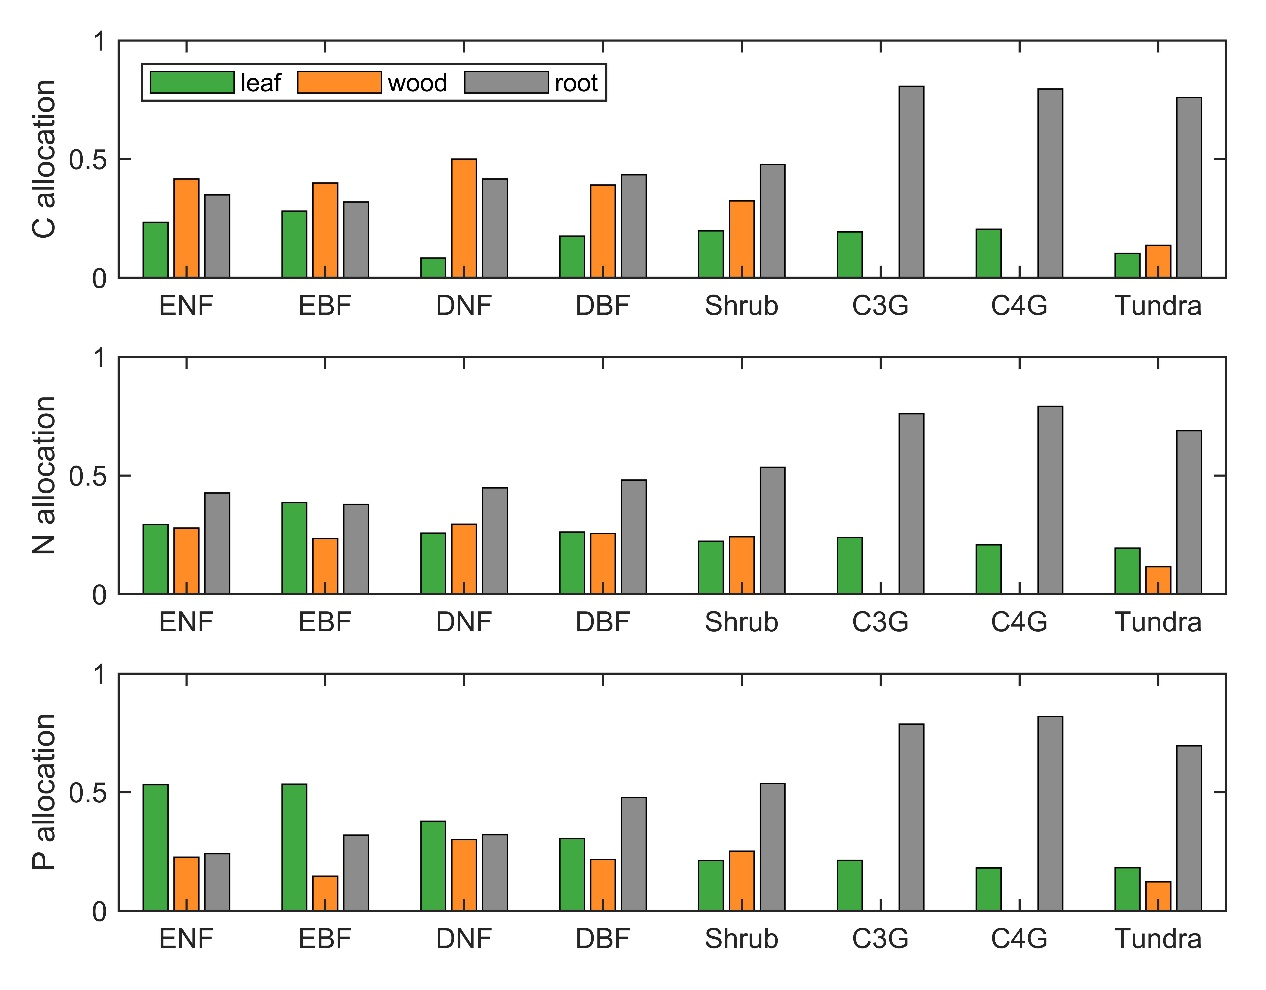 1
leaf wood root
0.5
C allocation
0
ENF EBF DNF DBF Shrub C3G C4G Tundra
1
0.5
N allocation
0
ENF EBF DNF DBF Shrub C3G C4G Tundra
1
0.5
P allocation
0
ENF EBF DNF DBF Shrub C3G C4G Tundra